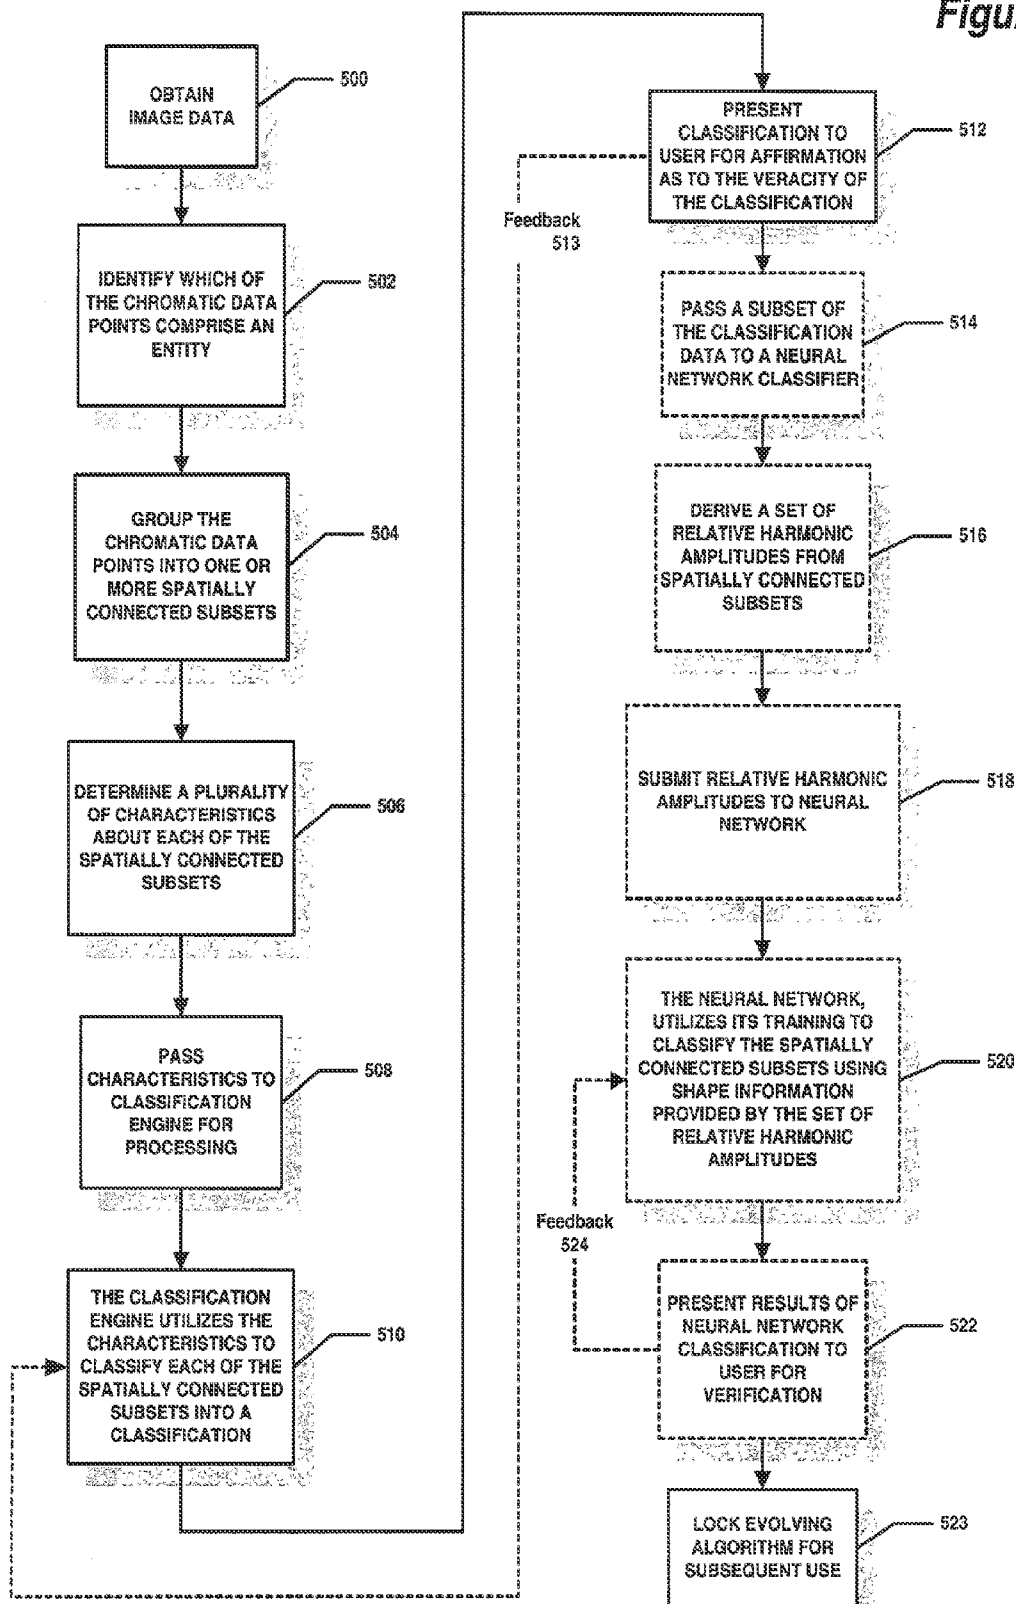 Figu
OBTAIN
IMAGE DATA
500
IDENTIFY WHICH OF
THE CHROMATIC DATA
POINTS COMPRISE AN
ENTITY
502
GROUP THE
CHROMATIC DATA
POINTS INTO ONE OR
MORE SPATIALLY
CONNECTED SUBSETS
504
DETERMINE A PLURALITY
OF CHARACTERISTICS
ABOUT EACH OF THE
SPATIALLY CONNECTED
SUBSETS
506
PASS
CHARACTERISTICS TO
CLASSIFICATION
ENGINE FOR
PROCESSING
508
THE CLASSIFICATION
ENGINE UTILIZES THE
CHARACTERISTICS TO
CLASSIFY EACH OF THE
SPATIALLY CONNECTED
SUBSETS INTO A
CLASSIFICATION
510
PRESENT
CLASSIFICATION TO
USER FOR AFFIRMATION
AS TO THE VERACITY OF
THE CLASSIFICATION
512
Feedback
513
PASS A SUBSET OF
THE CLASSIFICATION
DATA TO A NEURAL
NETWORK CLASSIFIER
514
DERIVE A SET OF
RELATIVE HARMONIC
AMPLITUDES FROM
SPATIALLY CONNECTED
SUBSETS
516
SUBMIT RELATIVE HARMONIC
AMPLITUDES TO NEURAL
NETWORK
518
THE NEURAL NETWORK,
UTILIZES ITS TRAINING TO
CLASSIFY THE SPATIALLY
CONNECTED SUBSETS USING
SHAPE INFORMATION
PROVIDED BY THE SET OF
RELATIVE HARMONIC
AMPLITUDES
520
Feedback
524
PRESENT RESULTS OF
NEURAL NETWORK
CLASSIFICATION TO
USER FOR
VERIFICATION
522
LOCK EVOLVING
ALGORITHM FOR
SUBSEQUENT USE
523